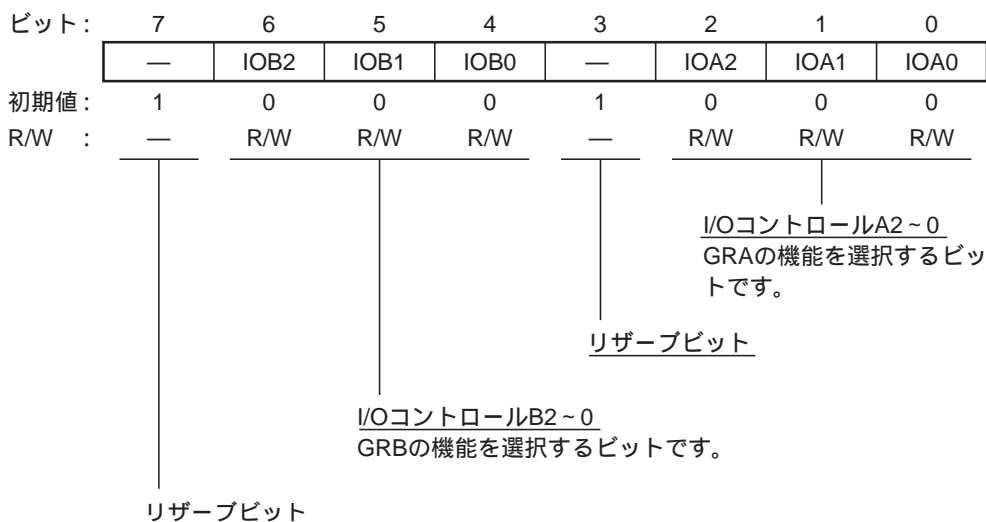 ビット: 7 6 5 4 3 2 1 0
— IOB2 IOB1 IOB0 — IOA2 IOA1 IOA0
初期値: 1 0 0 0 1 0 0 0
R/W : — R/W R/W R/W — R/W R/W R/W
I/OコントロールA2~0
GRAの機能を選択するビッ
トです。
リザーブビット
I/OコントロールB2~0
GRBの機能を選択するビットです。
リザーブビット